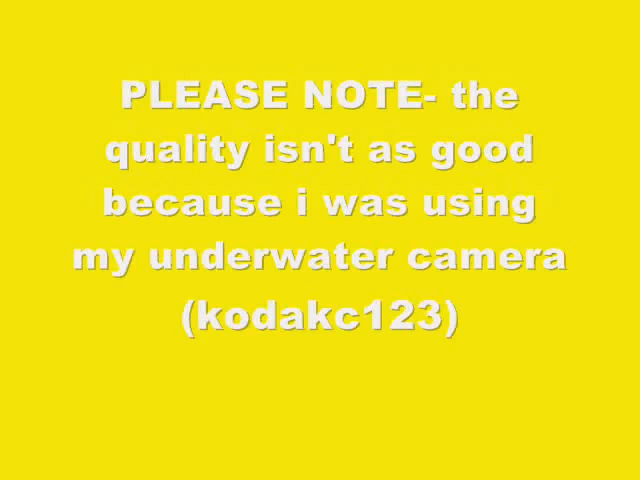 PLEASE NOTE- the
quality isn't as good
because i was using
my underwater camera
(kodakc123)